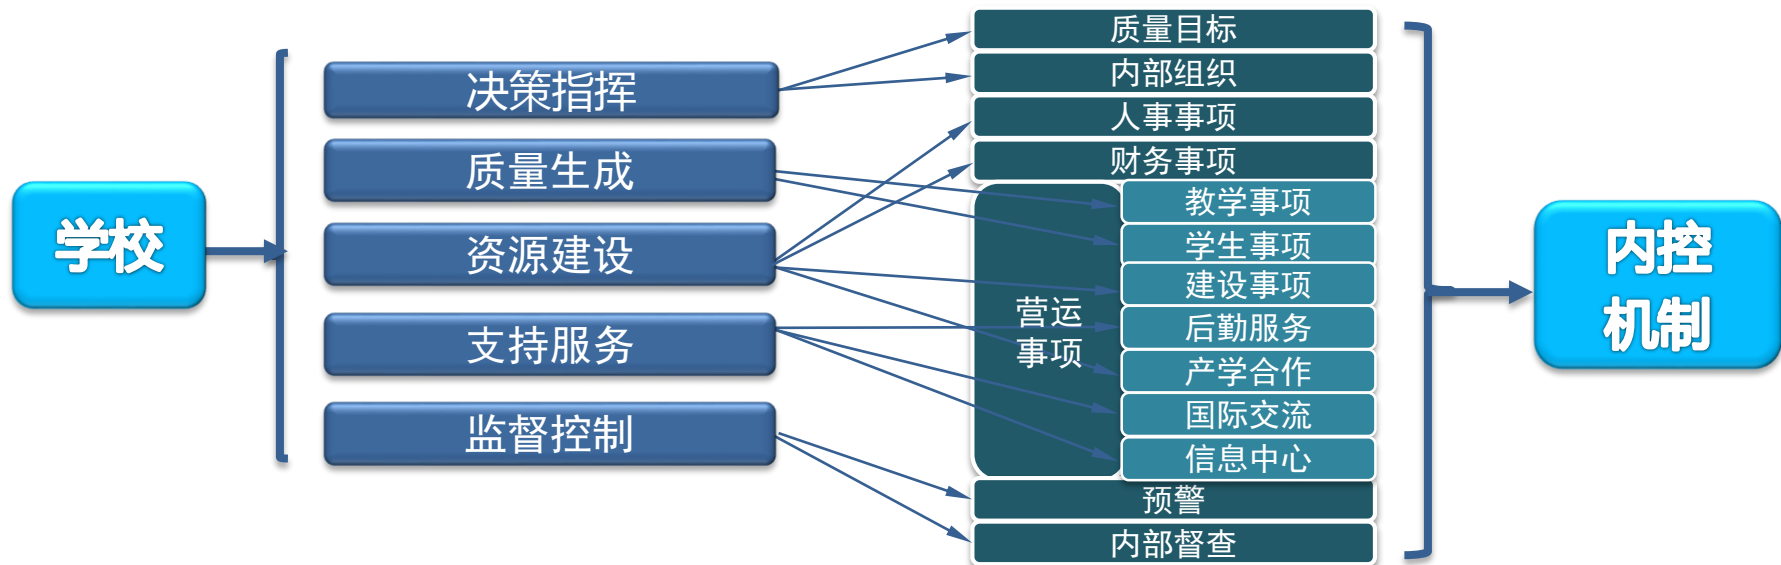 学校
决策指挥
质量生成
资源建设
支持服务
监督控制
质量目标
内部组织
人事事项
财务事项
营运
事项
教学事项
学生事项
建设事项
后勤服务
产学合作
国际交流
信息中心
预警
内部督查
内控
机制